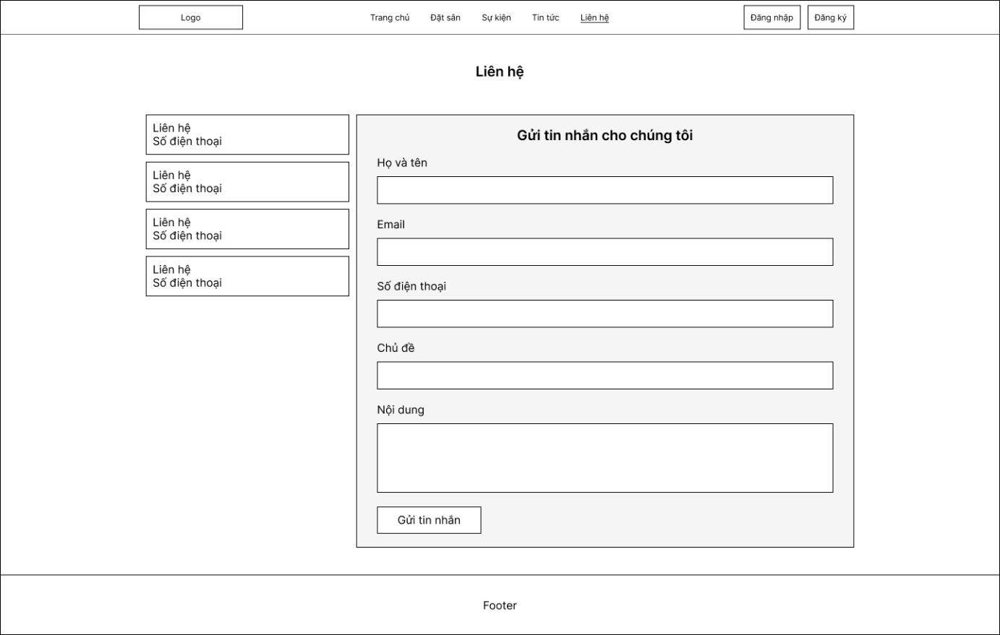 Logo
Trang chủ
Đặt sân
Sự kiện
Tin tức
Liên hệ
Đăng nhập
Đăng ký
Liên hệ
Liên hệ
Số điện thoại
Liên hệ
Số điện thoại
Liên hệ
Số điện thoại
Liên hệ
Số điện thoại
Gửi tin nhắn cho chúng tôi
Họ và tên
Email
Số điện thoại
Chủ đề
Nội dung
Gửi tin nhắn
Footer